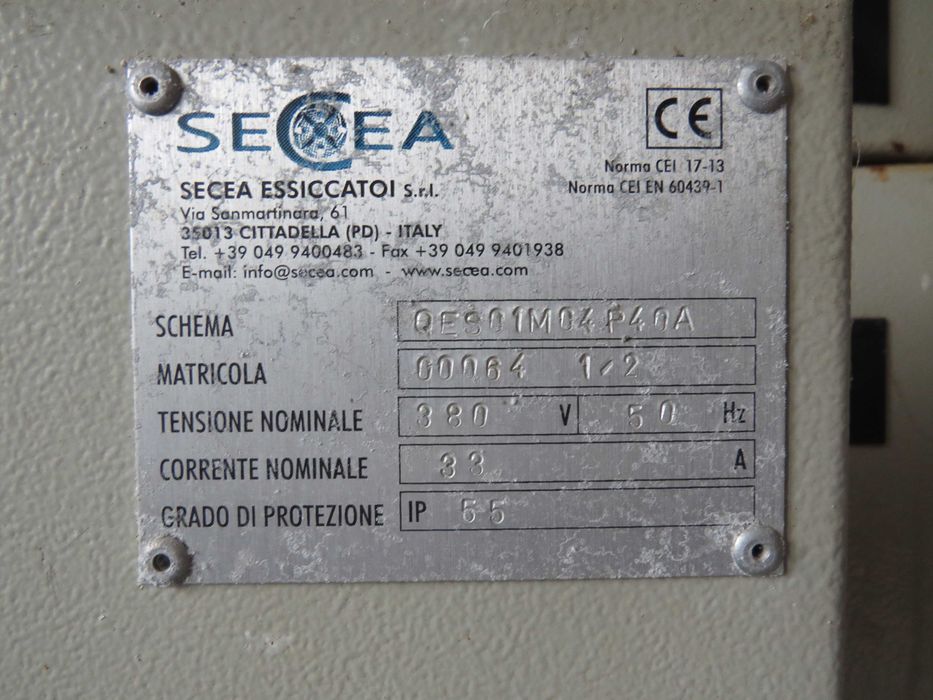 SECCEA
CE
Norma CEI 17-13
Norma CEI EN 60439-1
SECEA ESSICCATOI S.r.l.
Via Sanmartinara, 61
35013 CITTADELLA (PD) - ITALY
Tel. +39 049 9400483 - Fax +39 049 9401938
E-mail: info@secea.com - www.secea.com
SCHEMA QES01M04P40A
MATRICOLA 00064 1/2
TENSIONE NOMINALE 380 V 50 Hz
CORRENTE NOMINALE 33 A
GRADO DI PROTEZIONE IP 55